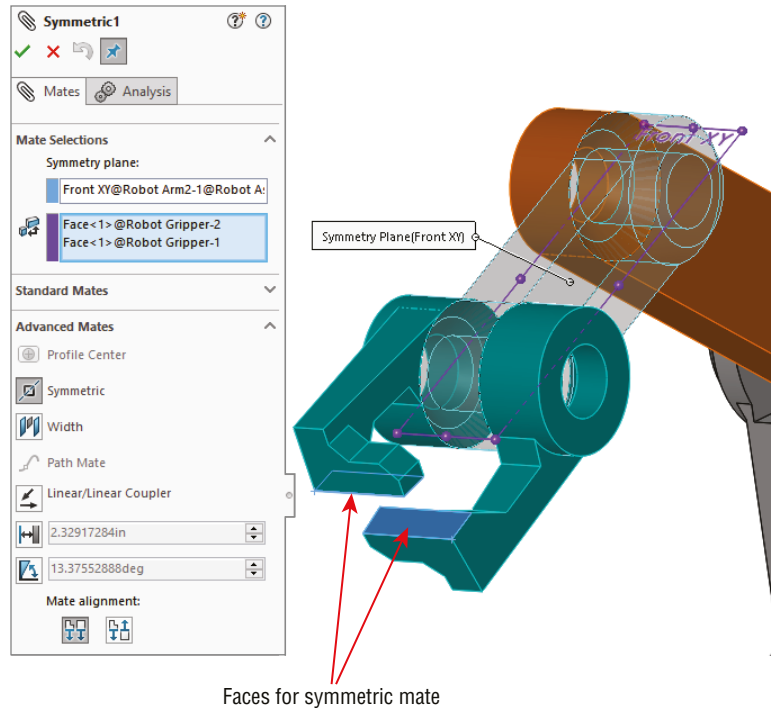 Symmetric1
Mates
Analysis
Mate Selections
Symmetry plane:
Front XY@Robot Arm2-1@Robot A
Face<1>@Robot Gripper-2
Face<1>@Robot Gripper-1
Standard Mates
Advanced Mates
Profile Center
Symmetric
Width
Path Mate
Linear/Linear Coupler
2.32917284in
13.37552888deg
Mate alignment:
Front XY
Symmetry Plane(Front XY)
Faces for symmetric mate